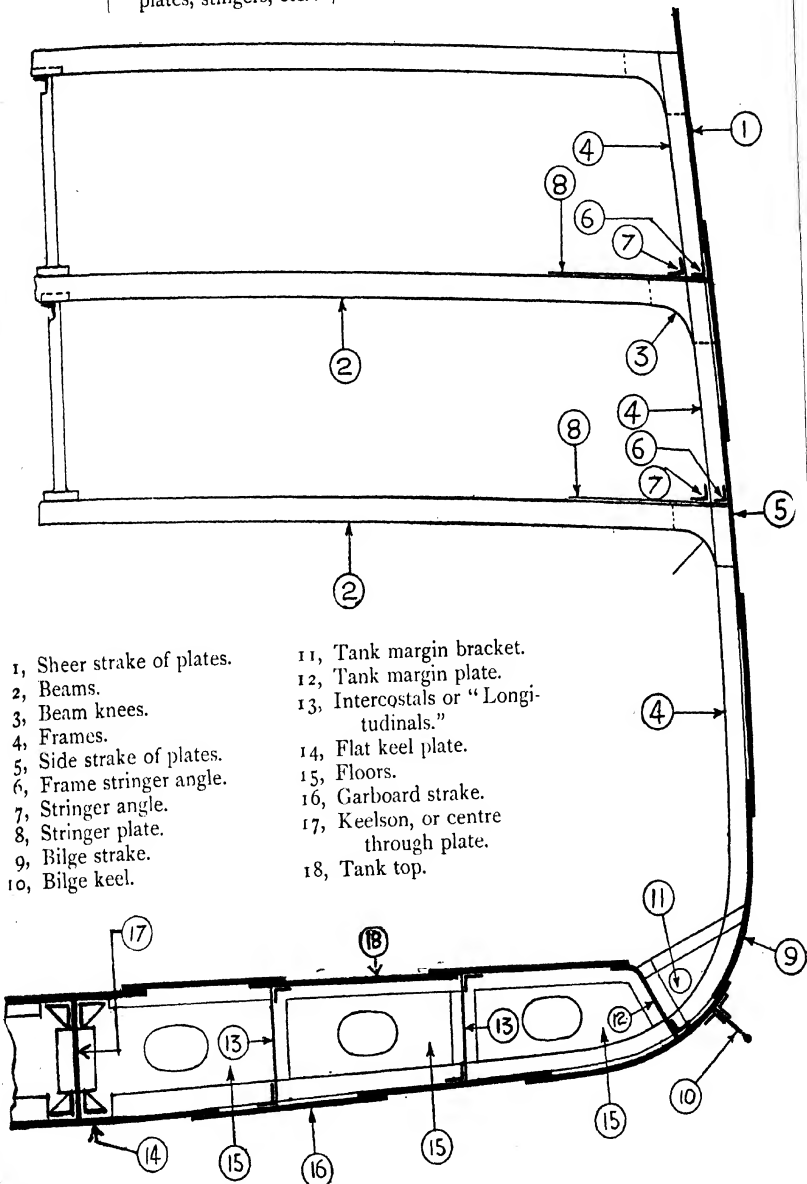 plates, stingers, etc.
1
4
8
6
7
2
3
4
8
6
7
5
2
1, Sheer strake of plates.
2, Beams.
3, Beam knees.
4, Frames.
5, Side strake of plates.
6, Frame stringer angle.
7, Stringer angle.
8, Stringer plate.
9, Bilge strake.
10, Bilge keel.
11, Tank margin bracket.
12, Tank margin plate.
13, Intercostals or "Longi-
tudinals."
14, Flat keel plate.
15, Floors.
16, Garboard strake.
17, Keelson, or centre
through plate.
18, Tank top.
4
11
17
18
9
13
13
12
10
14
15
16
15
15